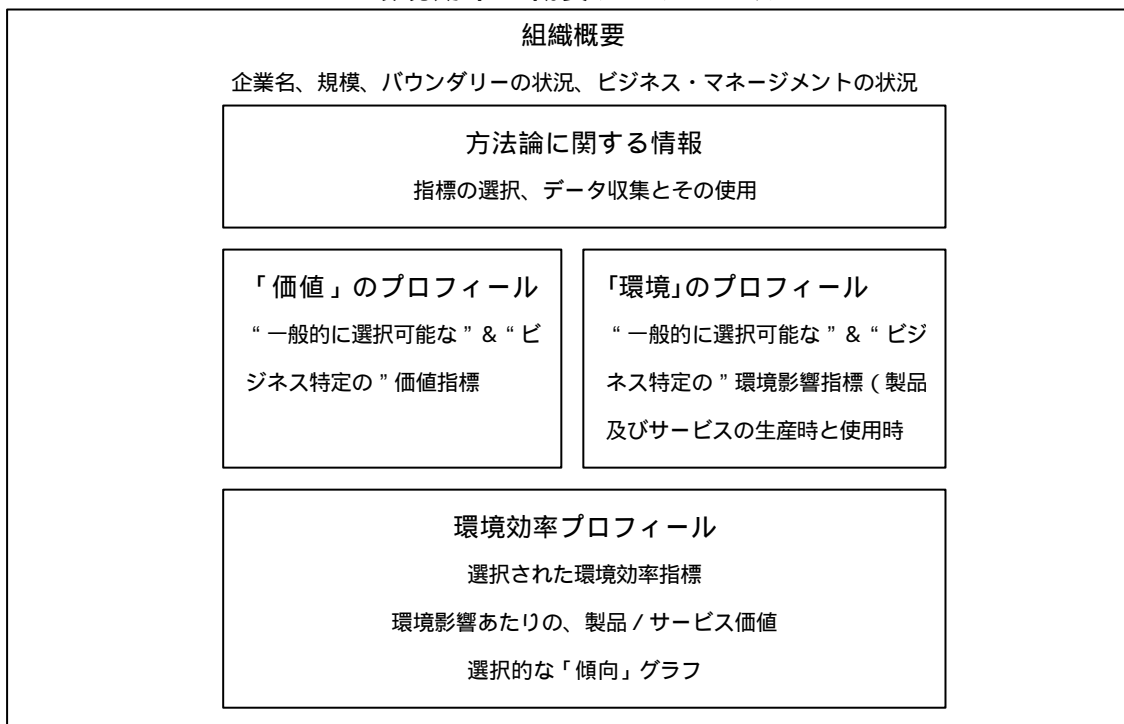 組織概要
企業名、規模、バウンダリーの状況、ビジネス・マネージメントの状況
方法論に関する情報
指標の選択、データ収集とその使用
「価値」のプロフィール
“一般的に選択可能な”&“ビ
ジネス特定の”価値指標
「環境」のプロフィール
“一般的に選択可能な”&“ビジ
ネス特定の”環境影響指標(製品
及びサービスの生産時と使用時
環境効率プロフィール
選択された環境効率指標
環境影響あたりの、製品/サービス価値
選択的な「傾向」グラフ